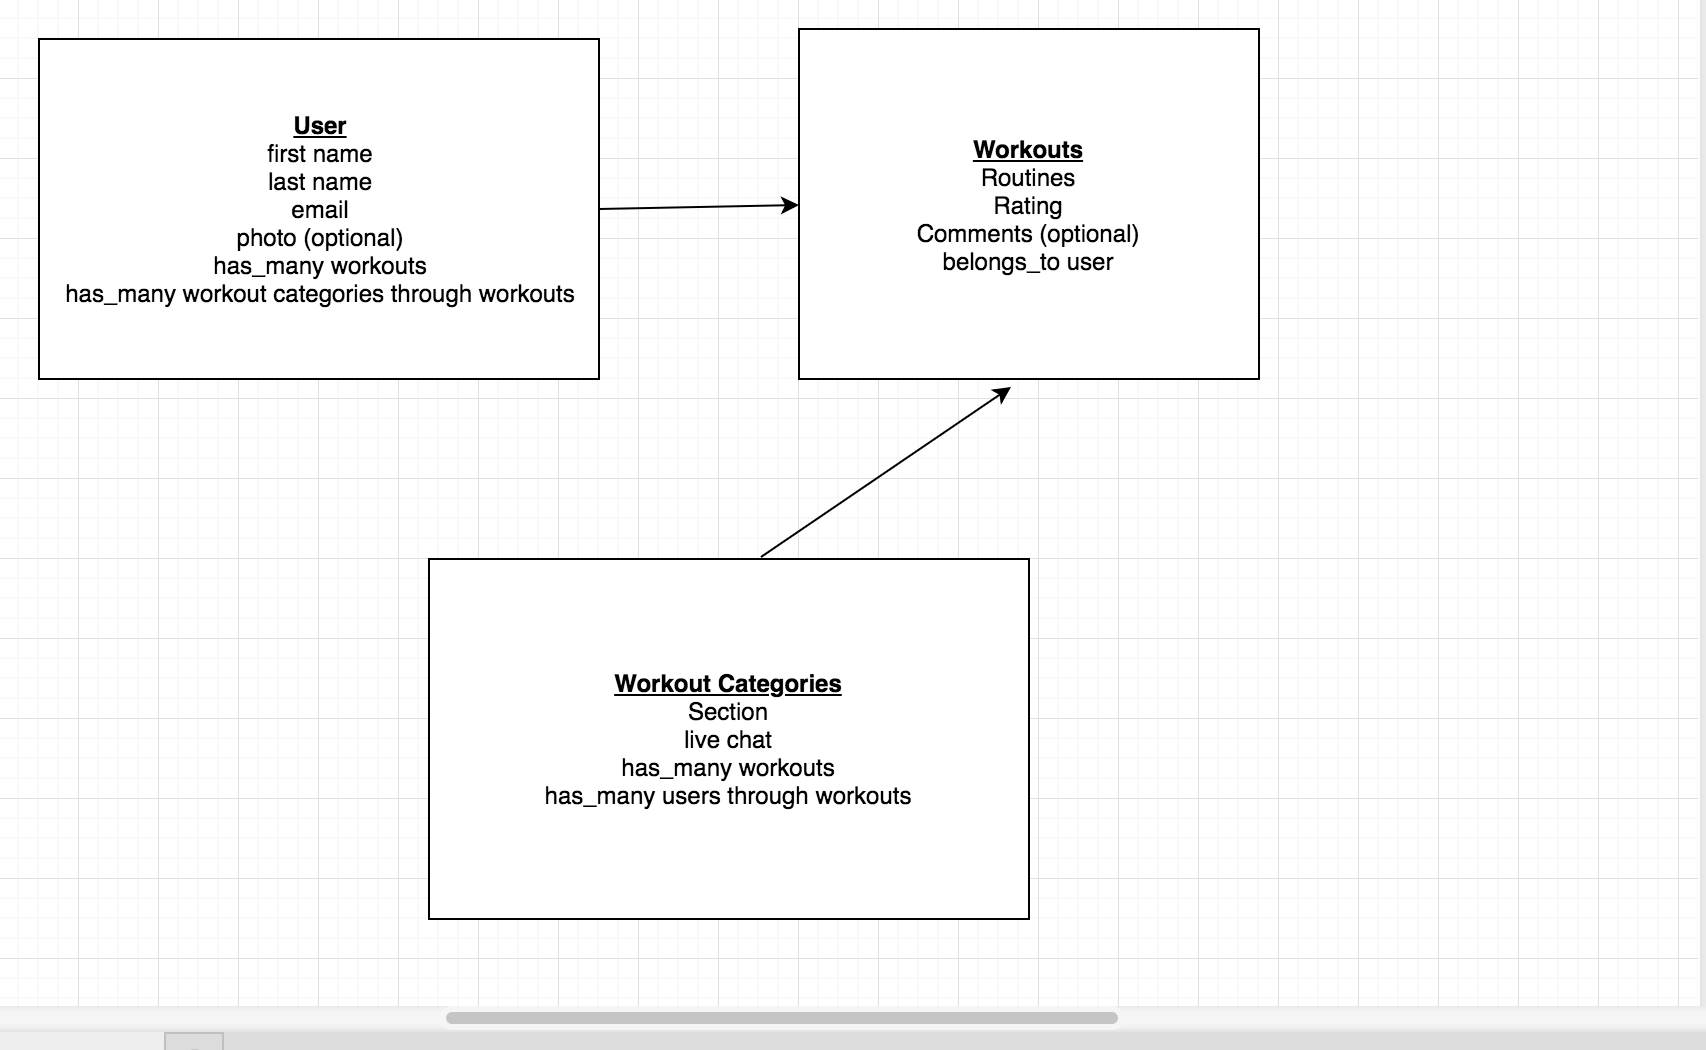 User
first name
last name
email
photo (optional)
has_many workouts
has_many workout categories through workouts
Workouts
Routines
Rating
Comments (optional)
belongs_to user
Workout Categories
Section
live chat
has_many workouts
has_many users through workouts